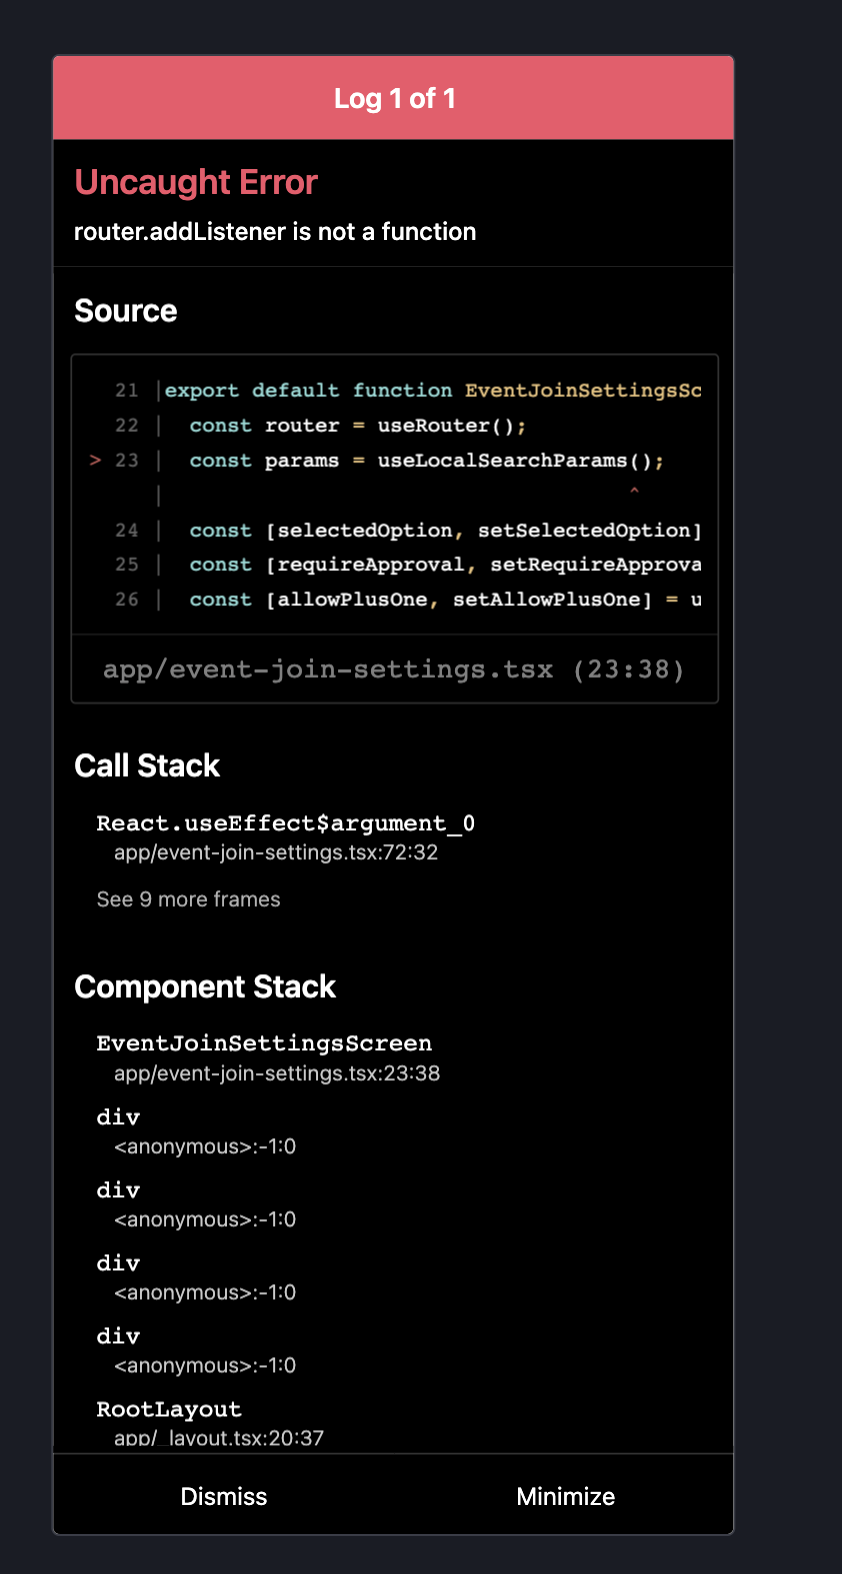 Log 1 of 1
Uncaught Error
router.addListener is not a function
Source
21 |export default function EventJoinSettingsSc
22 |  const router = useRouter();
> 23 |  const params = useLocalSearchParams();
|                                      ^
24 |  const [selectedOption, setSelectedOption]
25 |  const [requireApproval, setRequireApprova
26 |  const [allowPlusOne, setAllowPlusOne] = u
app/event-join-settings.tsx (23:38)
Call Stack
React.useEffect$argument_0
app/event-join-settings.tsx:72:32
See 9 more frames
Component Stack
EventJoinSettingsScreen
app/event-join-settings.tsx:23:38
div
<anonymous>:-1:0
div
<anonymous>:-1:0
div
<anonymous>:-1:0
div
<anonymous>:-1:0
RootLayout
app/_layout.tsx:20:37
Dismiss
Minimize